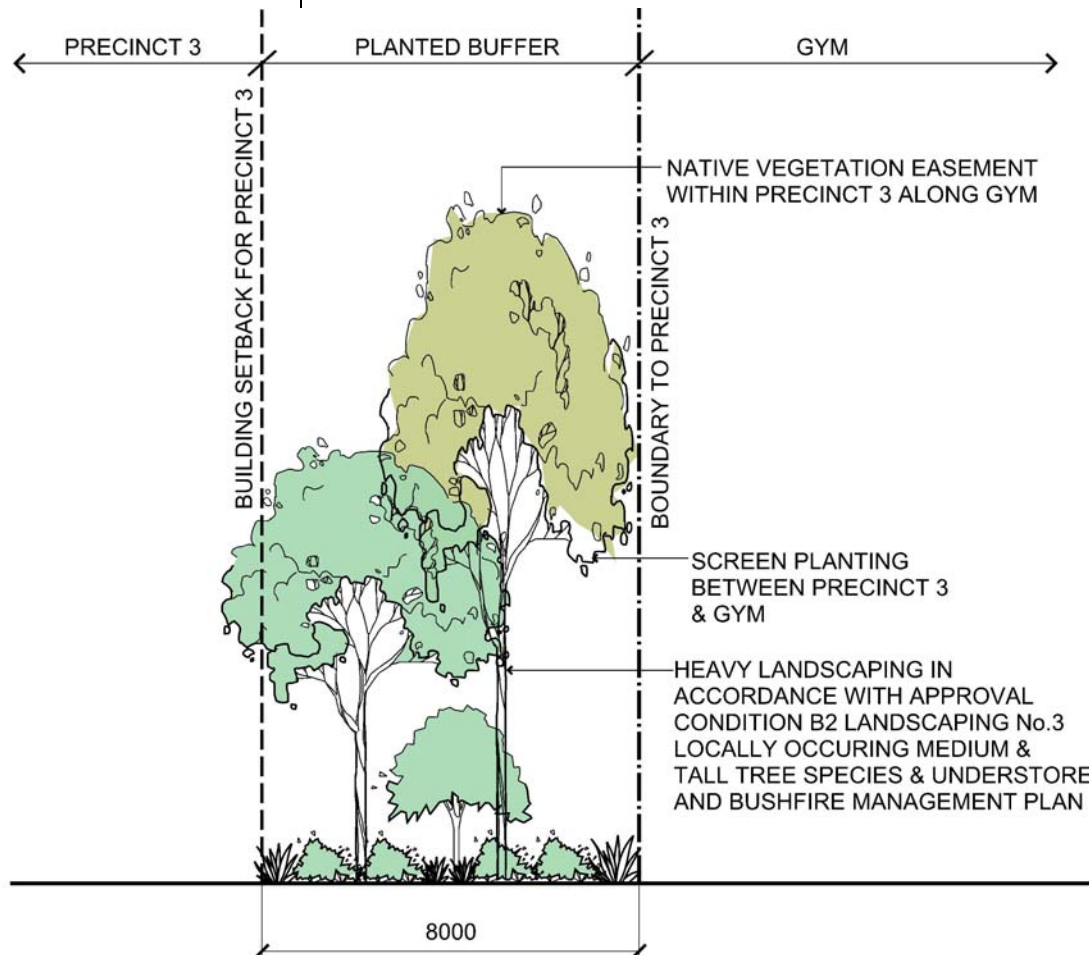 PRECINCT 3
PLANTED BUFFER
GYM
BUILDING SETBACK FOR PRECINCT 3
NATIVE VEGETATION EASEMENT
WITHIN PRECINCT 3 ALONG GYM
BOUNDARY TO PRECINCT 3
SCREEN PLANTING
BETWEEN PRECINCT 3
& GYM
HEAVY LANDSCAPING IN
ACCORDANCE WITH APPROVAL
CONDITION B2 LANDSCAPING No.3
LOCALLY OCCURING MEDIUM &
TALL TREE SPECIES & UNDERSTORE
AND BUSHFIRE MANAGEMENT PLAN
8000